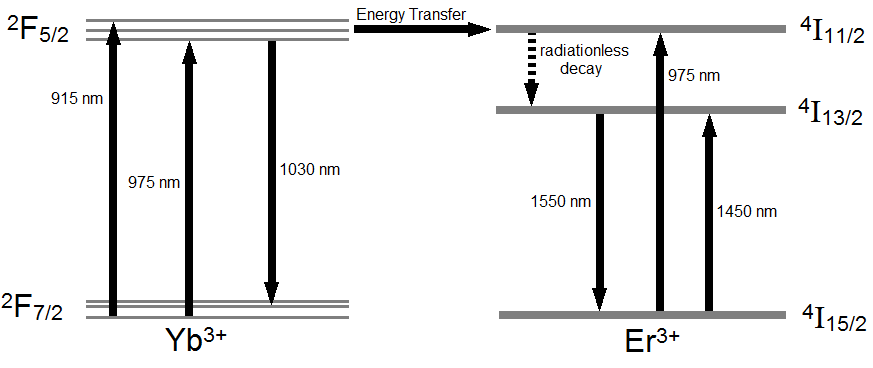 Energy Transfer
²F₅/₂
⁴I₁₁/₂
radiationless
decay
975 nm
915 nm
⁴I₁₃/₂
1030 nm
975 nm
1550 nm
1450 nm
²F₇/₂
⁴I₁₅/₂
Yb³⁺
Er³⁺